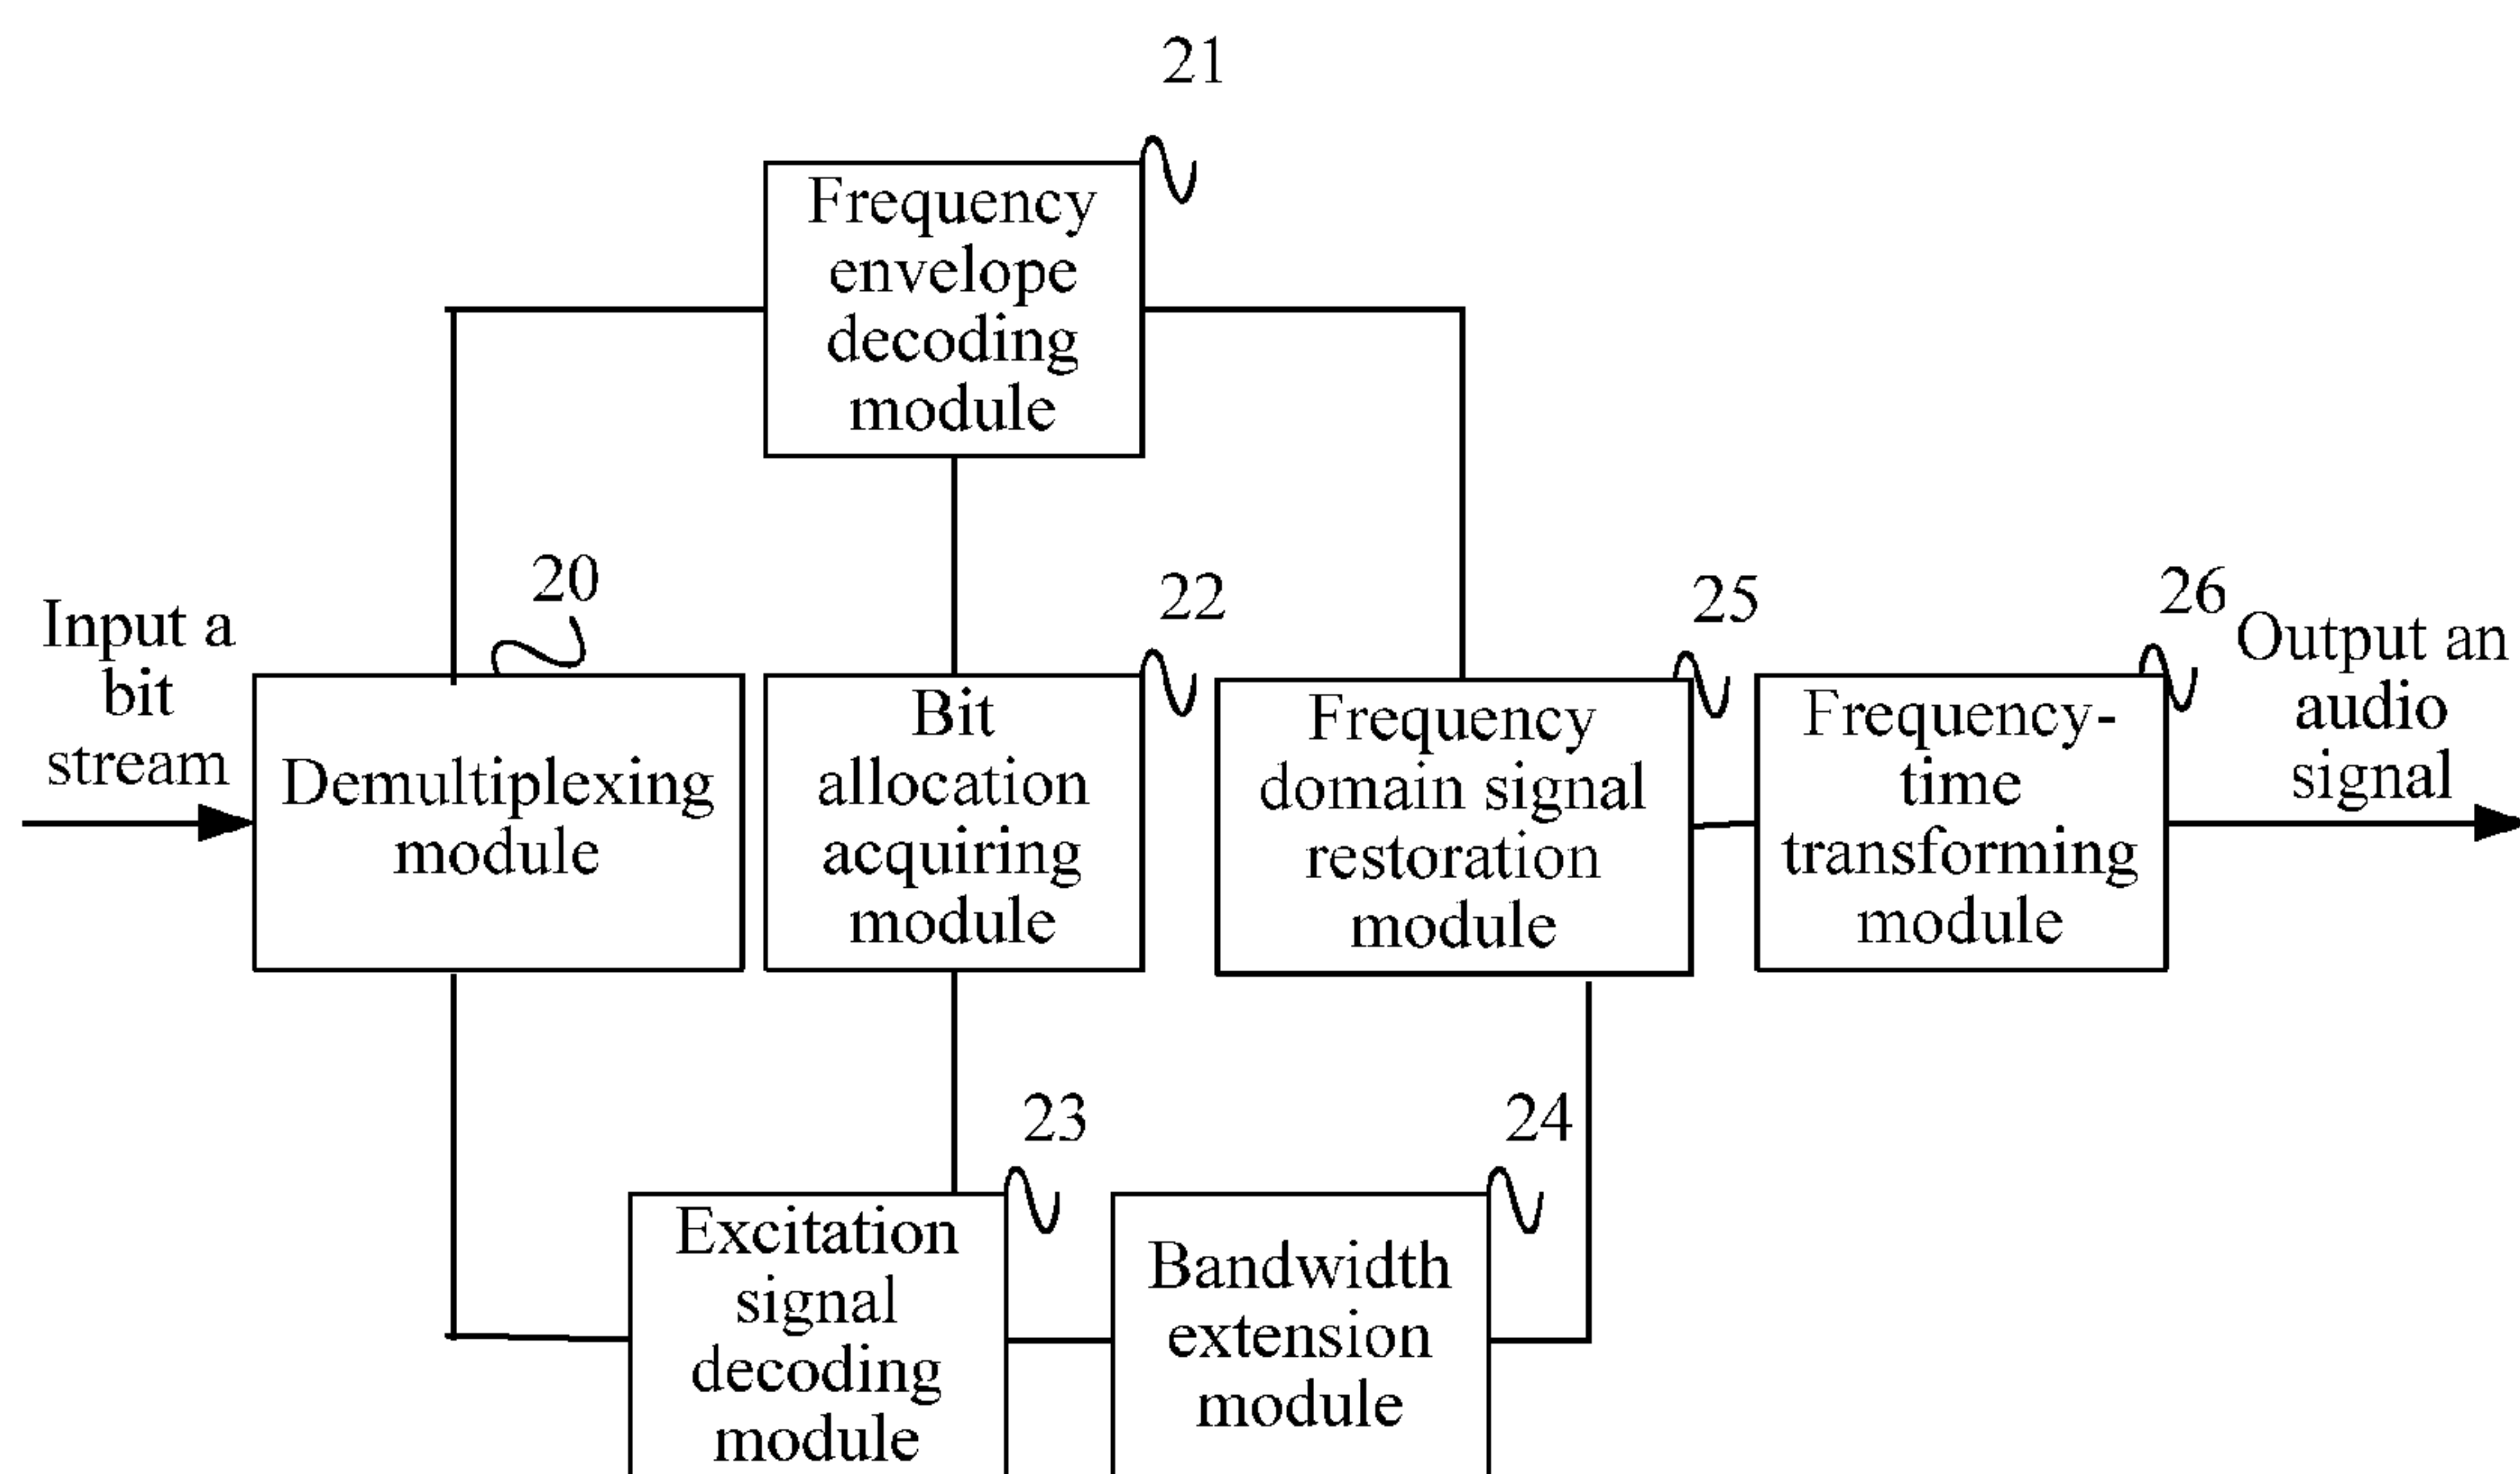 21
Frequency
envelope
decoding
module
20
22
25
26
Input a
bit
stream
Demultiplexing
module
Bit
allocation
acquiring
module
Frequency
domain signal
restoration
module
Frequency-
time
transforming
module
Output an
audio
signal
23
24
Excitation
signal
decoding
module
Bandwidth
extension
module